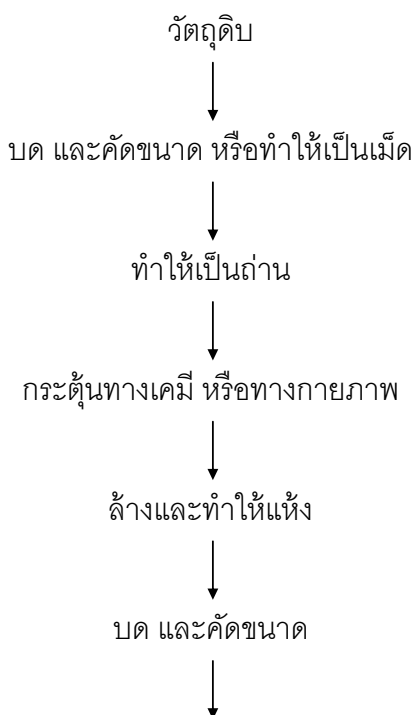 วัตถุดิบ
บด และคัดขนาด หรือทำให้เป็นเม็ด
ทำให้เป็นถ่าน
กระตุ้นทางเคมี หรือทางกายภาพ
ล้างและทำให้แห้ง
บด และคัดขนาด